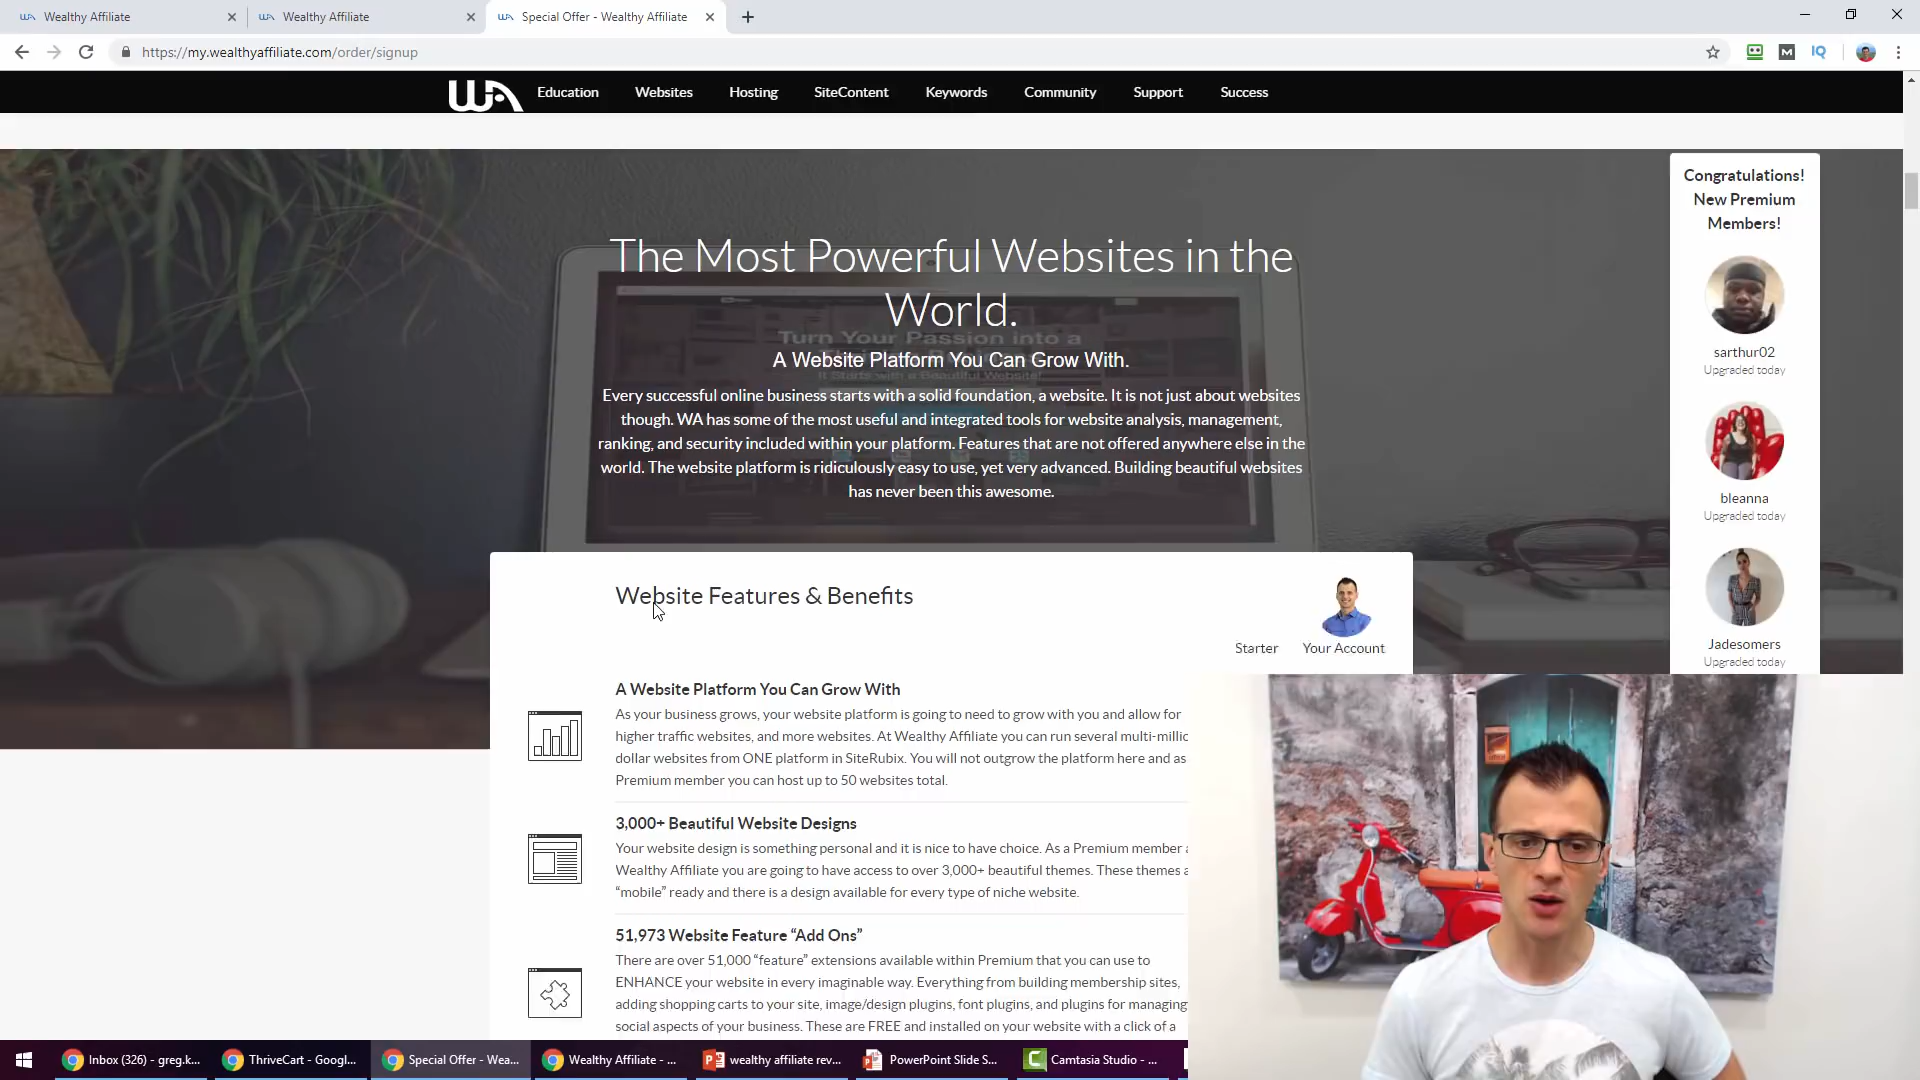 Wealthy Affiliate
Wealthy Affiliate
Special Offer - Wealthy Affiliate
https://my.wealthyaffiliate.com/order/signup
M
IQ
WA
Education
Websites
Hosting
SiteContent
Keywords
Community
Support
Success
The Most Powerful Websites in the
World.
Turn Your Passion into a
A Website Platform You Can Grow With.
Every successful online business starts with a solid foundation, a website. It is not just about websites
though. WA has some of the most useful and integrated tools for website analysis, management,
ranking, and security included within your platform. Features that are not offered anywhere else in the
world. The website platform is ridiculously easy to use, yet very advanced. Building beautiful websites
has never been this awesome.
Congratulations!
New Premium
Members!
sarthur02
Upgraded today
bleanna
Upgraded today
Jadesomers
Upgraded today
Website Features & Benefits
Starter
Your Account
A Website Platform You Can Grow With
As your business grows, your website platform is going to need to grow with you and allow for
higher traffic websites, and more websites. At Wealthy Affiliate you can run several multi-millic
dollar websites from ONE platform in SiteRubix. You will not outgrow the platform here and as
Premium member you can host up to 50 websites total.
3,000+ Beautiful Website Designs
Your website design is something personal and it is nice to have choice. As a Premium member
Wealthy Affiliate you are going to have access to over 3,000+ beautiful themes. These themes a
“mobile” ready and there is a design available for every type of niche website.
51,973 Website Feature “Add Ons”
There are over 51,000 “feature” extensions available within Premium that you can use to
ENHANCE your website in every imaginable way. Everything from building membership sites,
adding shopping carts to your site, image/design plugins, font plugins, and plugins for managing
social aspects of your business. These are FREE and installed on your website with a click of a
Inbox (326) - greg.k...
ThriveCart - Googl...
Special Offer - Wea...
Wealthy Affiliate - ...
wealthy affiliate rev...
PowerPoint Slide S...
Camtasia Studio - ...